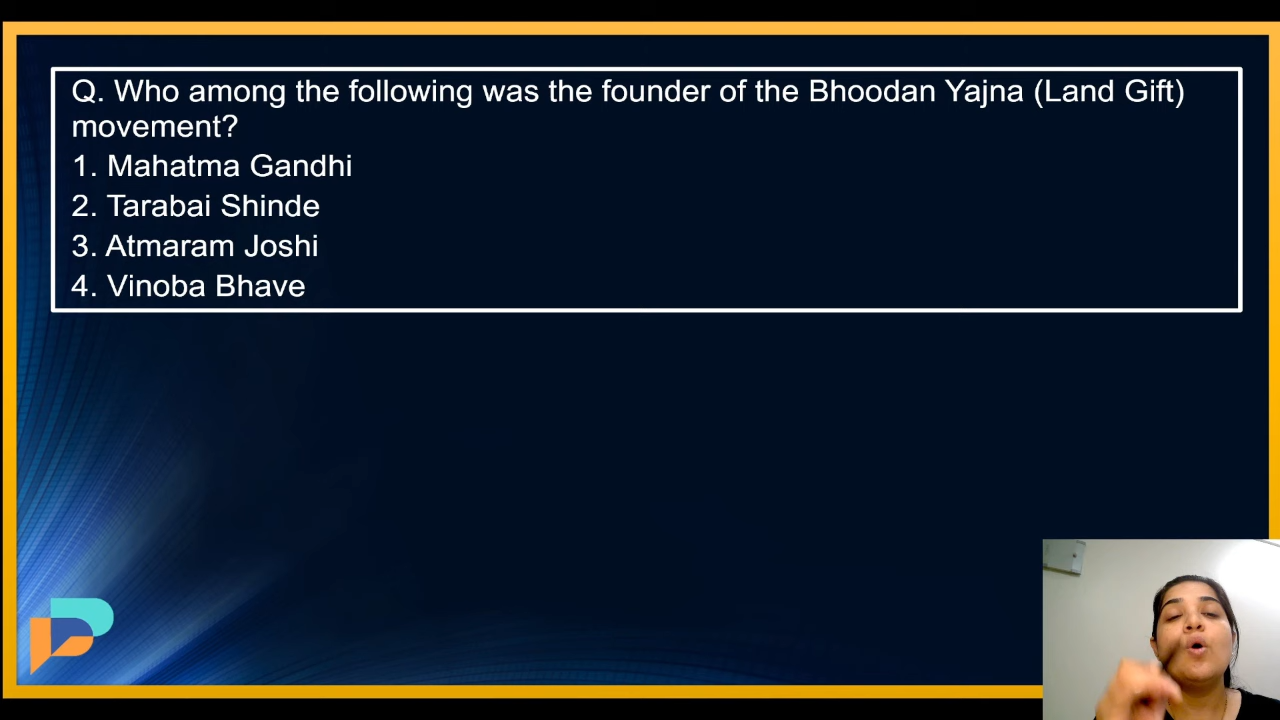 Q. Who among the following was the founder of the Bhoodan Yajna (Land Gift)
movement?
1. Mahatma Gandhi
2. Tarabai Shinde
3. Atmaram Joshi
4. Vinoba Bhave